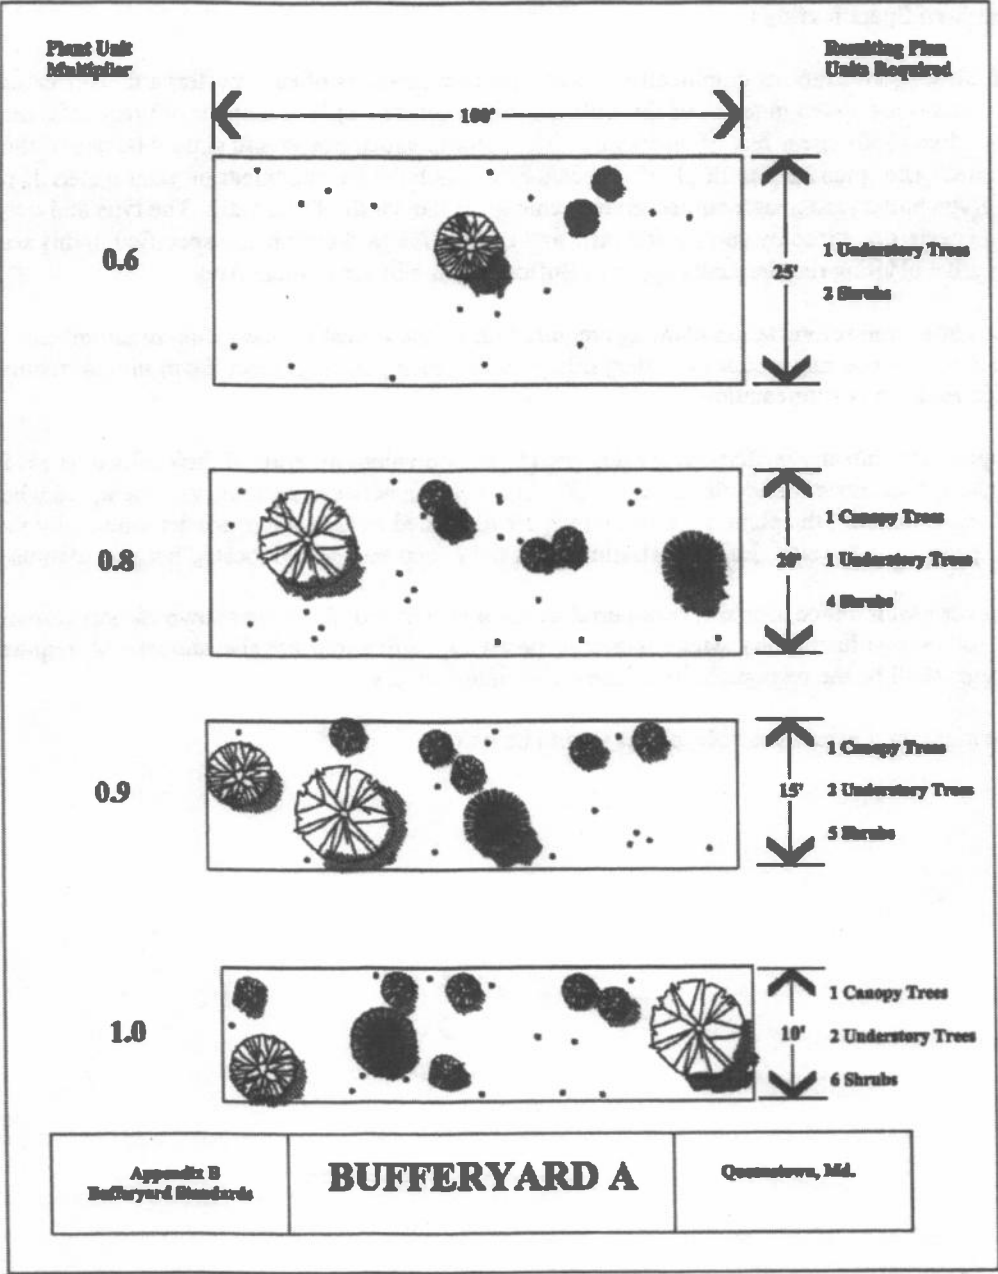 Plant Unit
Multiplier
Resulting Plan
Units Required
100'
0.6
25'
1 Understory Trees
2 Shrubs
0.8
20'
1 Canopy Trees
1 Understory Trees
4 Shrubs
0.9
15'
1 Canopy Trees
2 Understory Trees
5 Shrubs
1.0
10'
1 Canopy Trees
2 Understory Trees
6 Shrubs
Appendix B
Bufferyard Standards
BUFFERYARD A
Queenstown, Md.